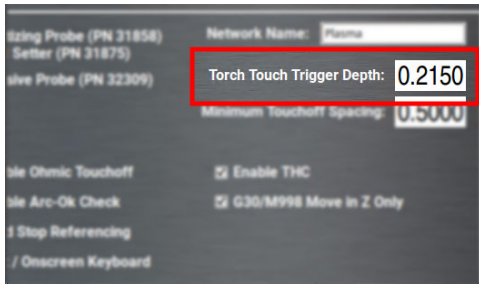 tizing Probe (PN 31858)
Setter (PN 31875)
sive Probe (PN 32309)
Network Name: Plasma
Torch Touch Trigger Depth: 0.2150
Minimum Touchoff Spacing: 0.5000
ble Ohmic Touchoff
ble Arc-Ok Check
d Stop Referencing
/ Onscreen Keyboard
Enable THC
G30/M998 Move in Z Only